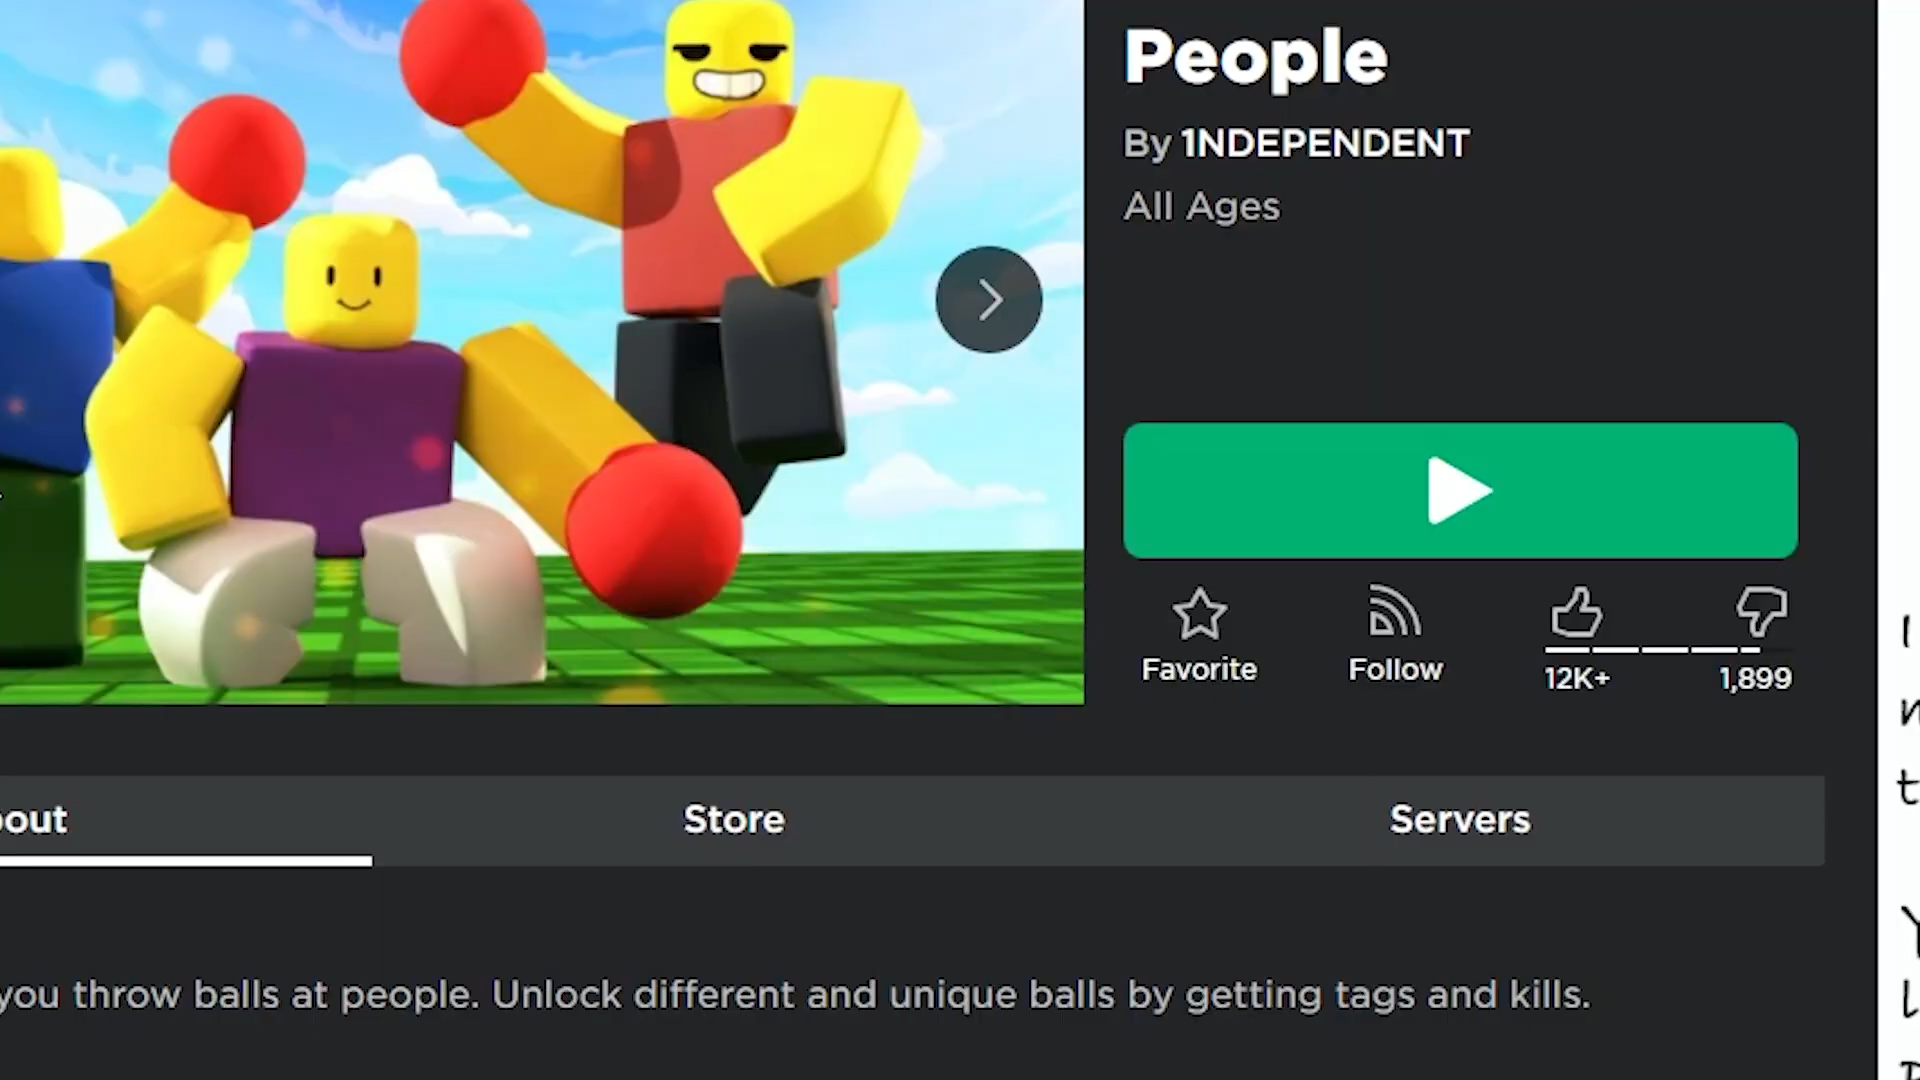 People
By 1NDEPENDENT
All Ages
Favorite
Follow
12K+
1,899
Store
Servers
you throw balls at people. Unlock different and unique balls by getting tags and kills.